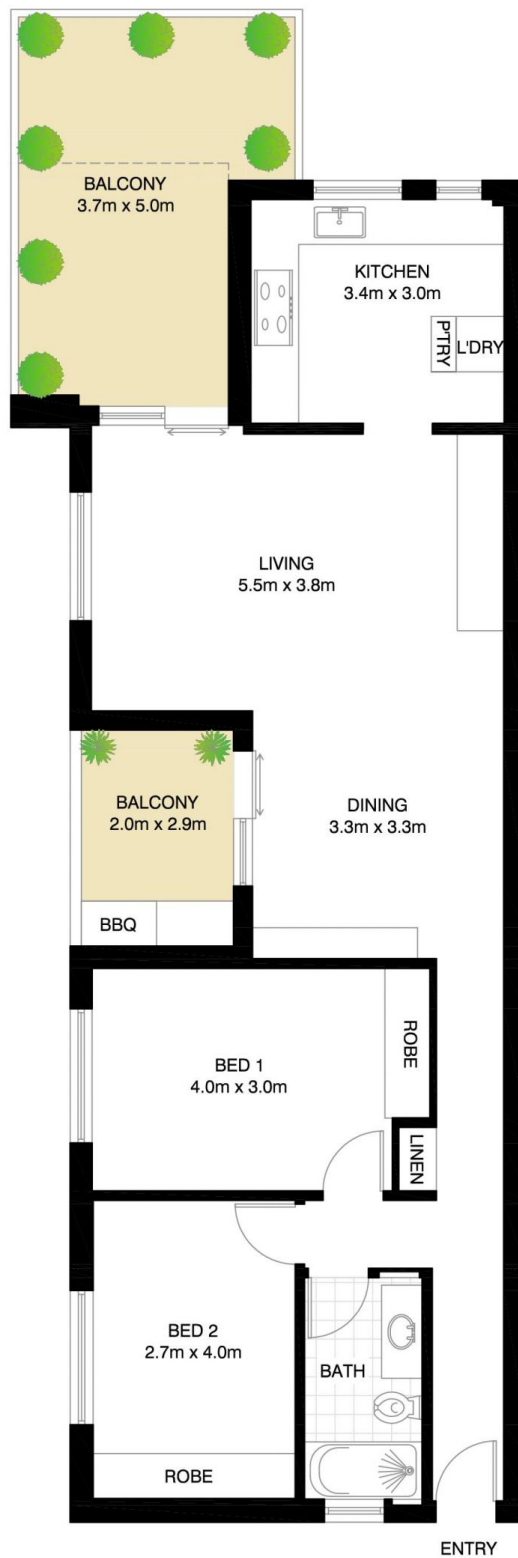 BALCONY
3.7m x 5.0m
KITCHEN
3.4m x 3.0m
P'TRY
L'DRY
LIVING
5.5m x 3.8m
BALCONY
2.0m x 2.9m
DINING
3.3m x 3.3m
BBQ
BED 1
4.0m x 3.0m
ROBE
LINEN
BED 2
2.7m x 4.0m
BATH
ROBE
ENTRY